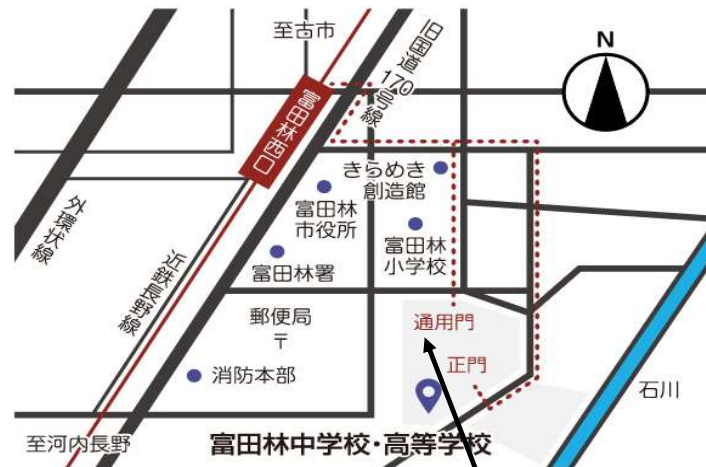 至古市
旧国道170号線
N
富田林西口
きらめき
創造館
富田林
市役所
富田林
小学校
外環状線
近鉄長野線
富田林署
郵便局
〒
通用門
正門
消防本部
石川
至河内長野
富田林中学校・高等学校